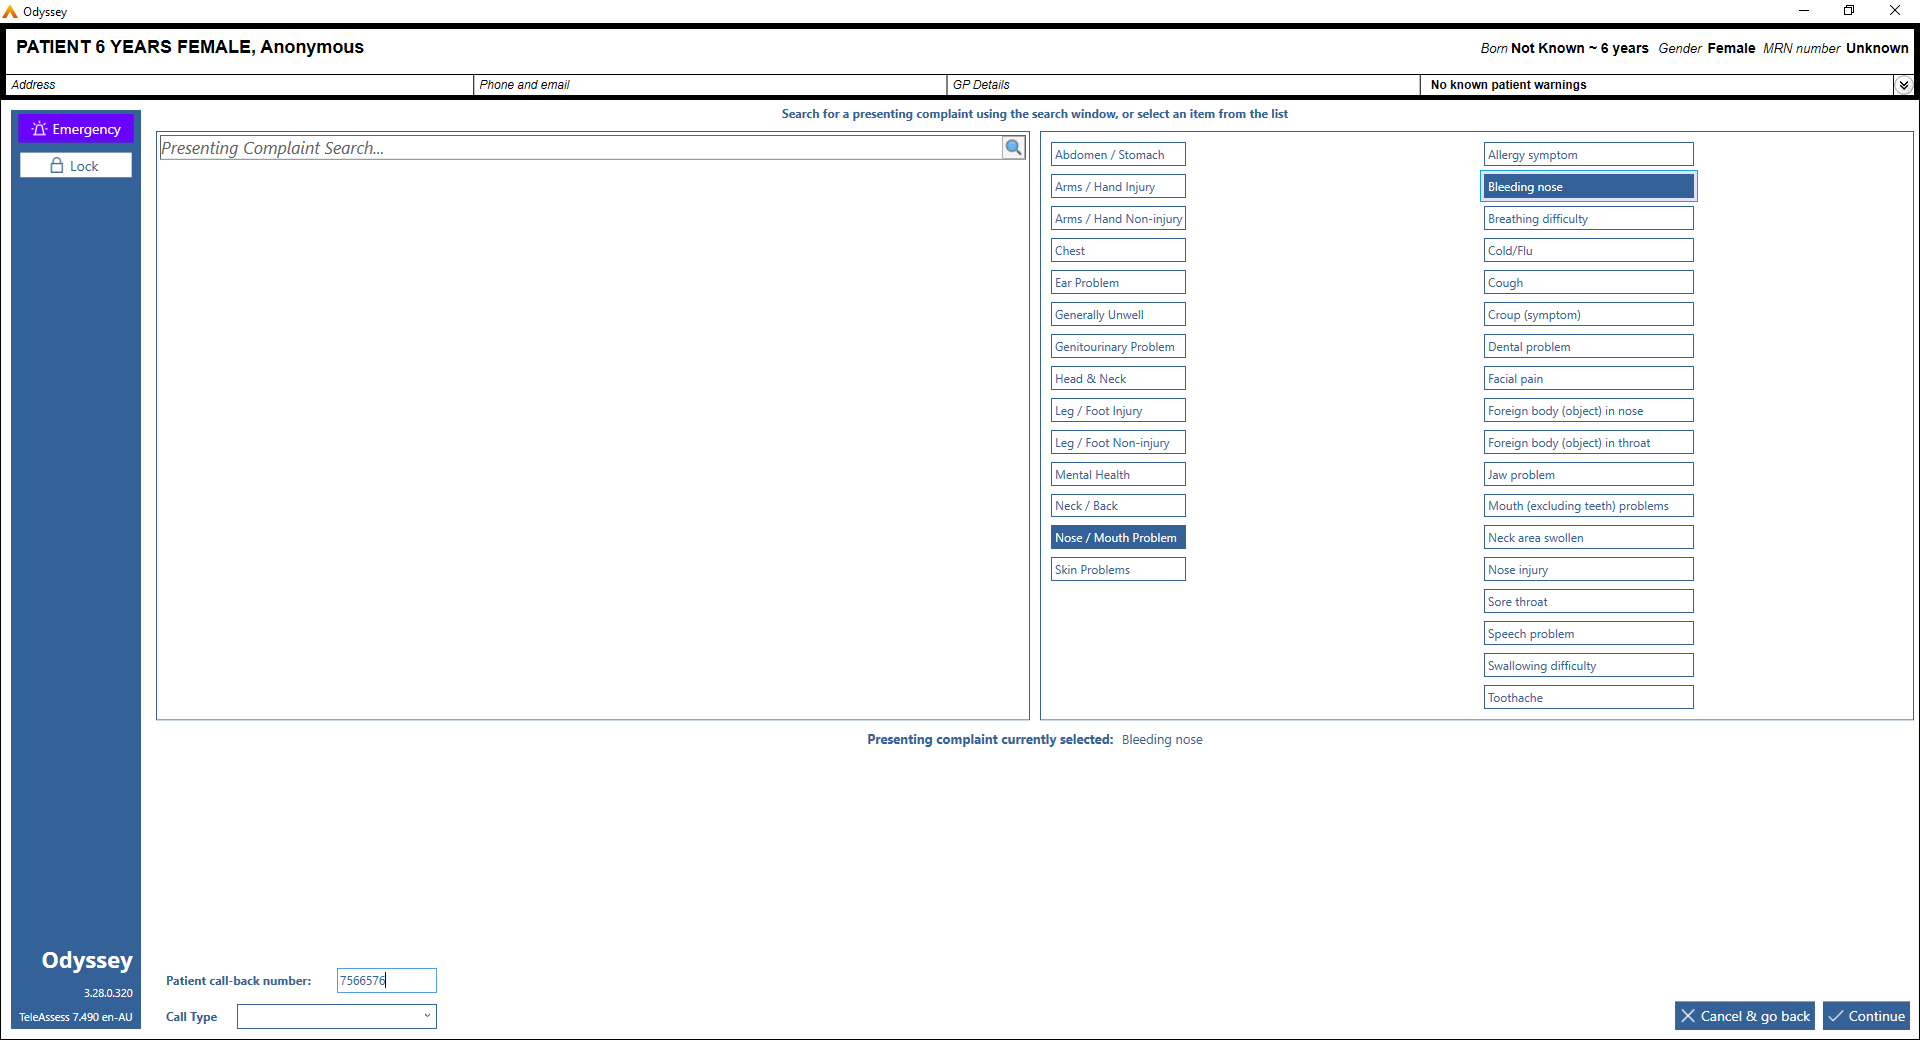 Odyssey
PATIENT 6 YEARS FEMALE, Anonymous
Born Not Known ~ 6 years Gender Female MRN number Unknown
Address
Phone and email
GP Details
No known patient warnings
Emergency
Lock
Search for a presenting complaint using the search window, or select an item from the list
Presenting Complaint Search...
Abdomen / Stomach
Arms / Hand Injury
Arms / Hand Non-injury
Chest
Ear Problem
Generally Unwell
Genitourinary Problem
Head & Neck
Leg / Foot Injury
Leg / Foot Non-injury
Mental Health
Neck / Back
Nose / Mouth Problem
Skin Problems
Allergy symptom
Bleeding nose
Breathing difficulty
Cold/Flu
Cough
Croup (symptom)
Dental problem
Facial pain
Foreign body (object) in nose
Foreign body (object) in throat
Jaw problem
Mouth (excluding teeth) problems
Neck area swollen
Nose injury
Sore throat
Speech problem
Swallowing difficulty
Toothache
Presenting complaint currently selected: Bleeding nose
Odyssey
3.28.0.320
TeleAssess 7.490 en-AU
Patient call-back number: 7566576
Call Type
Cancel & go back
Continue